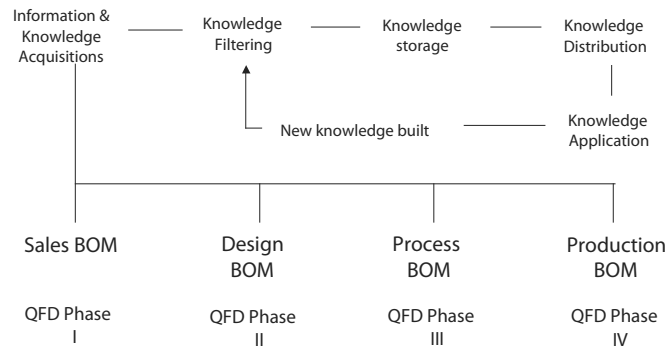 Information &
Knowledge
Acquisitions
Knowledge
Filtering
Knowledge
storage
Knowledge
Distribution
New knowledge built
Knowledge
Application
Sales BOM
Design
BOM
Process
BOM
Production
BOM
QFD Phase
I
QFD Phase
II
QFD Phase
III
QFD Phase
IV